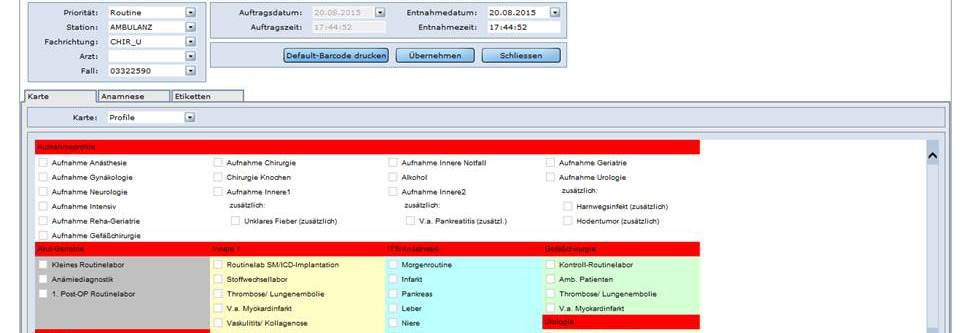 Priorität: Routine
Station: AMBULANZ
Fachrichtung: CHIR_U
Arzt:
Fall: 03322590
Auftragsdatum: 20.08.2015 Entnahmedatum: 20.08.2015
Auftragszeit: 17:44:52 Entnahmezeit: 17:44:52
Default-Barcode drucken Übernehmen Schliessen
Karte Anamnese Etiketten
Karte: Profile
Aufnahmeprofile
Aufnahme Anästhesie Aufnahme Chirurgie Aufnahme Innere Notfall Aufnahme Geriatrie
Aufnahme Gynäkologie Chirurgie Knochen Alkohol Aufnahme Urologie
Aufnahme Neurologie Aufnahme Innere1 Aufnahme Innere2 zusätzlich:
Aufnahme Intensiv zusätzlich: zusätzlich: Harnwegsinfekt (zusätzlich)
Aufnahme Reha-Geriatrie Unklares Fieber (zusätzlich) V.a. Pankreatitis (zusätzl.) Hodentumor (zusätzlich)
Aufnahme Gefäßchirurgie
Akut-Geriatrie Innere 1 ITS/Anästhesie Gefäßchirurgie
Kleines Routinelabor Routinelab SM/ICD-Implantation Morgenroutine Kontroll-Routinelabor
Anämiediagnostik Stoffwechsellabor Infarkt Amb. Patienten
1. Post-OP Routinelabor Thrombose/ Lungenembolie Pankreas Thrombose/ Lungenembolie
V.a. Myokardinfarkt Leber V.a. Myokardinfarkt
Vaskulitits/ Kollagenose Niere Urologie